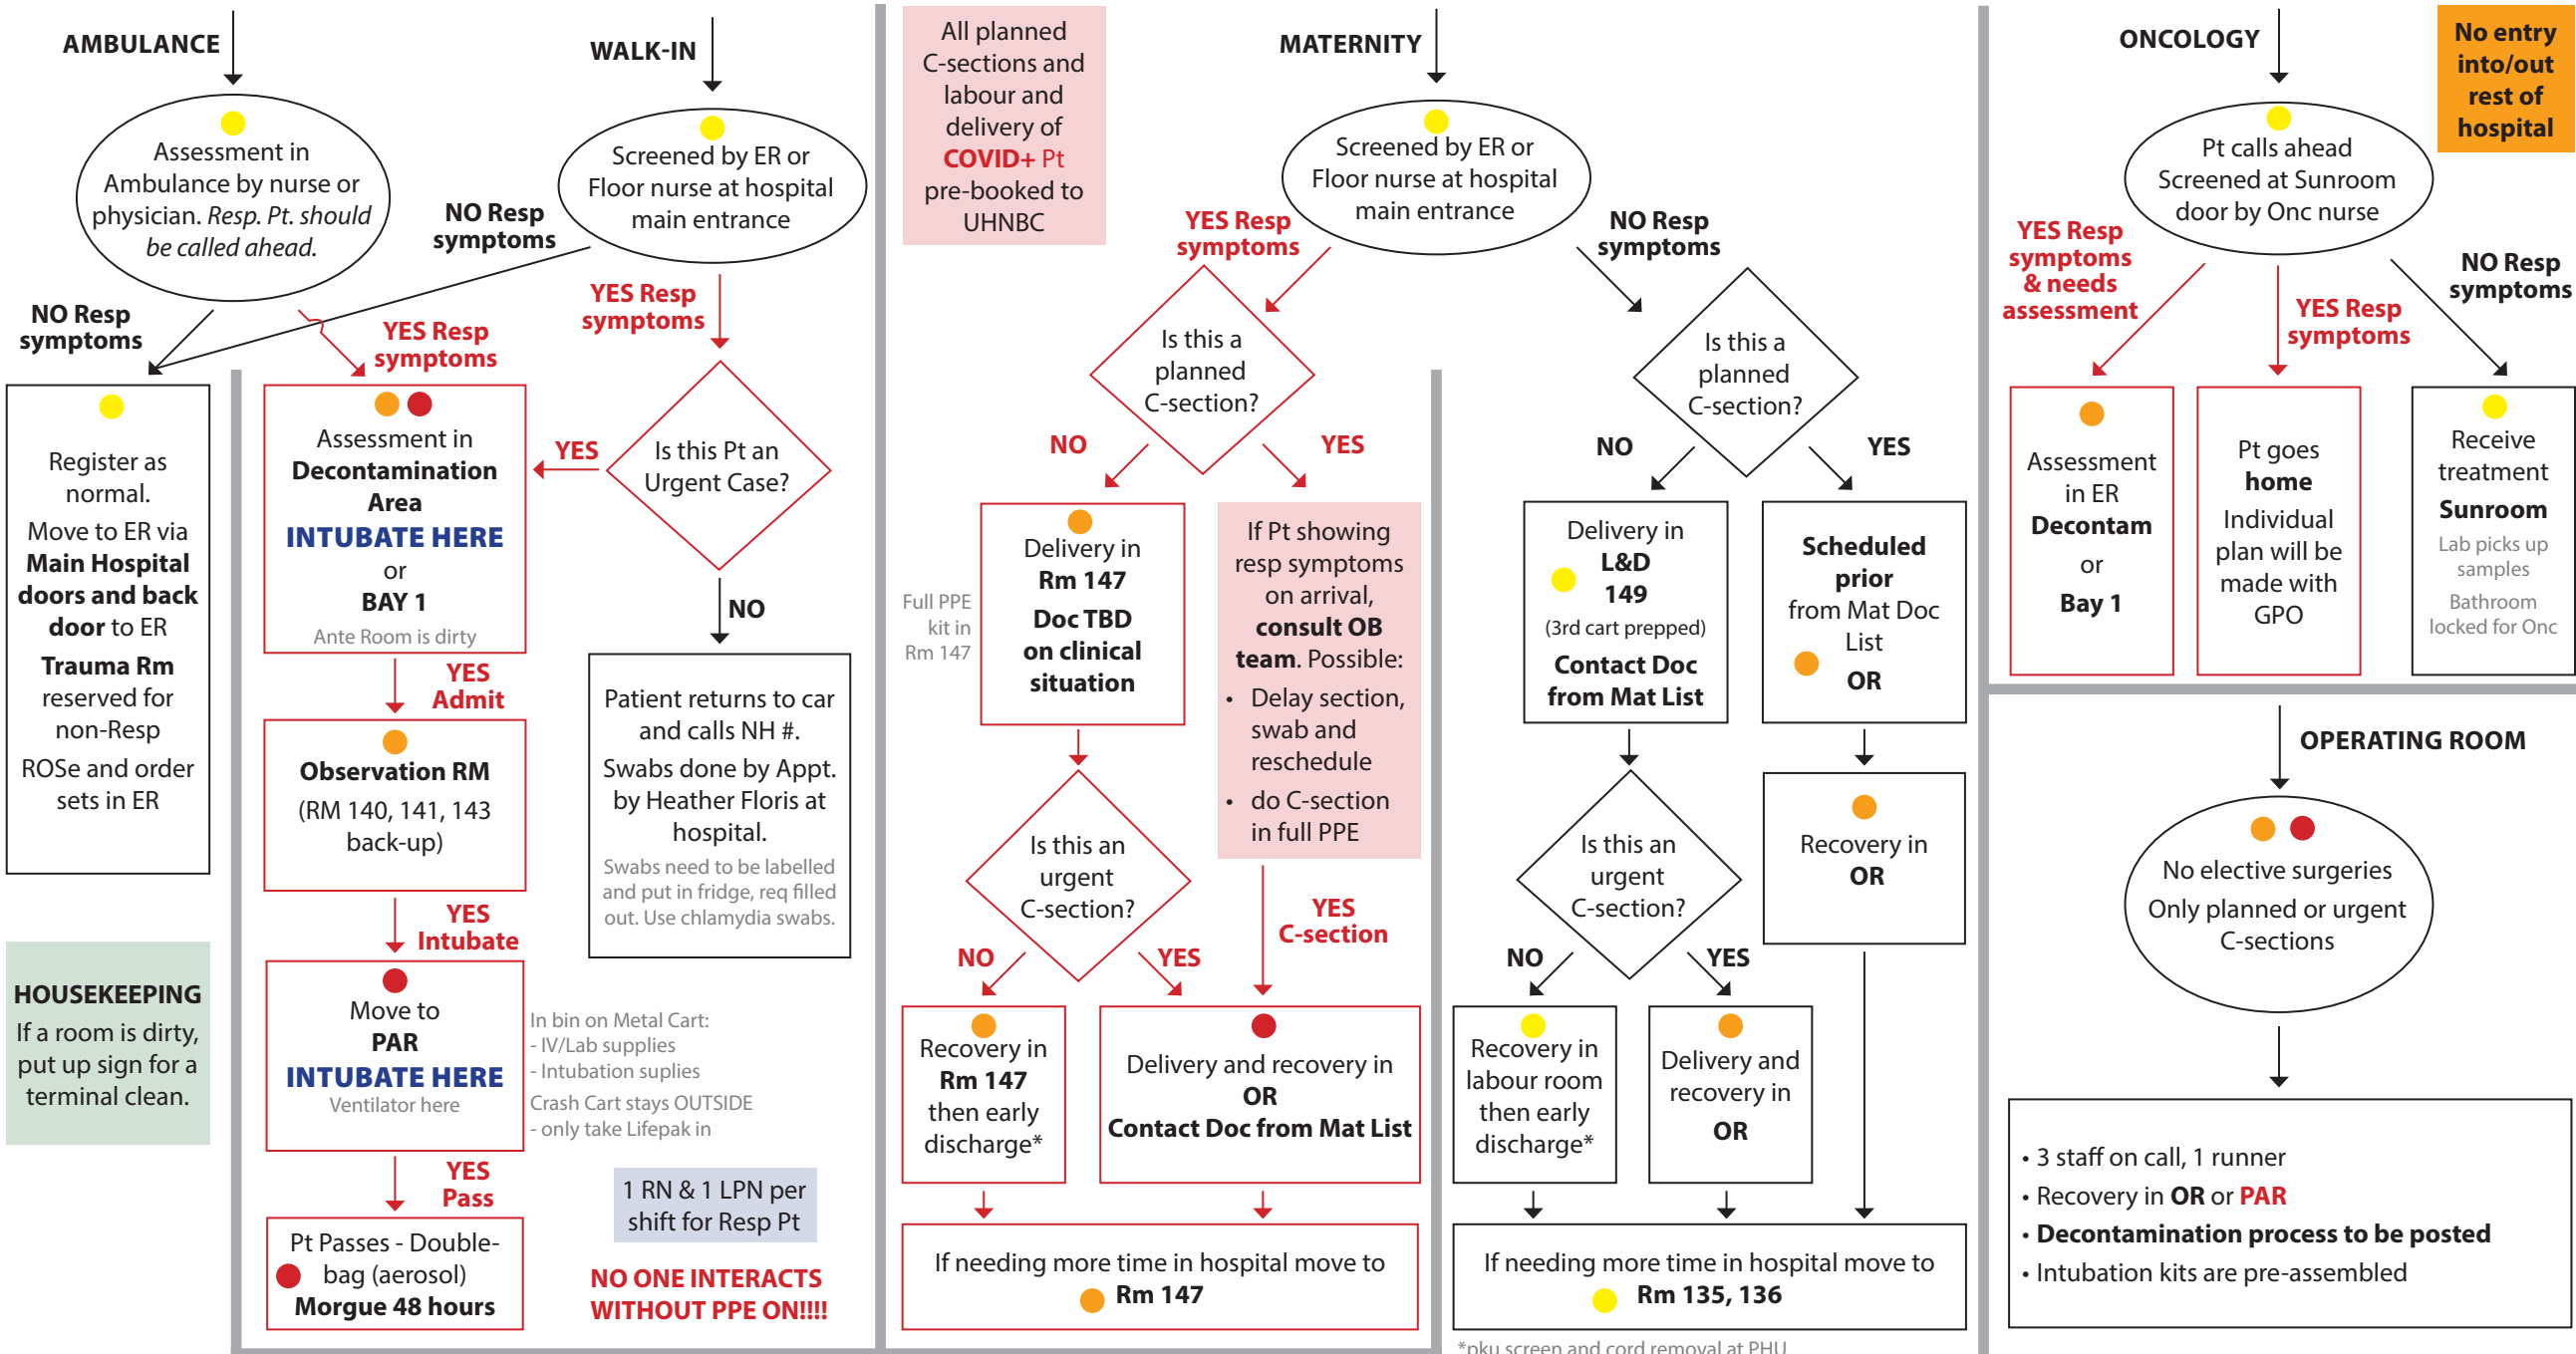 AMBULANCE
Assessment in
Ambulance by nurse or
physician. Resp. Pt. should
be called ahead.
NO Resp
symptoms
YES Resp
symptoms
WALK-IN
Screened by ER or
Floor nurse at hospital
main entrance
NO Resp
symptoms
YES Resp
symptoms
Register as
normal.
Move to ER via
Main Hospital
doors and back
door to ER
Trauma Rm
reserved for
non-Resp
ROSe and order
sets in ER
HOUSEKEEPING
If a room is dirty,
put up sign for a
terminal clean.
Assessment in
Decontamination
Area
INTUBATE HERE
or
BAY 1
Ante Room is dirty
YES
Is this Pt an
Urgent Case?
NO
YES
Admit
Observation RM
(RM 140, 141, 143
back-up)
YES
Intubate
Move to
PAR
INTUBATE HERE
Ventilator here
In bin on Metal Cart:
- IV/Lab supplies
- Intubation suplies
Crash Cart stays OUTSIDE
- only take Lifepak in
YES
Pass
Pt Passes - Double-
bag (aerosol)
Morgue 48 hours
Patient returns to car
and calls NH #.
Swabs done by Appt.
by Heather Floris at
hospital.
Swabs need to be labelled
and put in fridge, req filled
out. Use chlamydia swabs.
1 RN & 1 LPN per
shift for Resp Pt
NO ONE INTERACTS
WITHOUT PPE ON!!!!
All planned
C-sections and
labour and
delivery of
COVID+ Pt
pre-booked to
UHNBC
MATERNITY
Screened by ER or
Floor nurse at hospital
main entrance
YES Resp
symptoms
NO Resp
symptoms
Is this a
planned
C-section?
NO
YES
Full PPE
kit in
Rm 147
Delivery in
Rm 147
Doc TBD
on clinical
situation
If Pt showing
resp symptoms
on arrival,
consult OB
team. Possible:
• Delay section,
swab and
reschedule
• do C-section
in full PPE
Is this an
urgent
C-section?
NO
YES
YES
C-section
Recovery in
Rm 147
then early
discharge*
Delivery and recovery in
OR
Contact Doc from Mat List
If needing more time in hospital move to
Rm 147
Is this a
planned
C-section?
NO
YES
Delivery in
L&D
149
(3rd cart prepped)
Contact Doc
from Mat List
Scheduled
prior
from Mat Doc
List
OR
Is this an
urgent
C-section?
NO
YES
Recovery in
OR
Recovery in
labour room
then early
discharge*
Delivery and
recovery in
OR
If needing more time in hospital move to
Rm 135, 136
*pku screen and cord removal at PHU
ONCOLOGY
No entry
into/out
rest of
hospital
Pt calls ahead
Screened at Sunroom
door by Onc nurse
YES Resp
symptoms
& needs
assessment
YES Resp
symptoms
NO Resp
symptoms
Assessment
in ER
Decontam
or
Bay 1
Pt goes
home
Individual
plan will be
made with
GPO
Receive
treatment
Sunroom
Lab picks up
samples
Bathroom
locked for Onc
OPERATING ROOM
No elective surgeries
Only planned or urgent
C-sections
• 3 staff on call, 1 runner
• Recovery in OR or PAR
• Decontamination process to be posted
• Intubation kits are pre-assembled